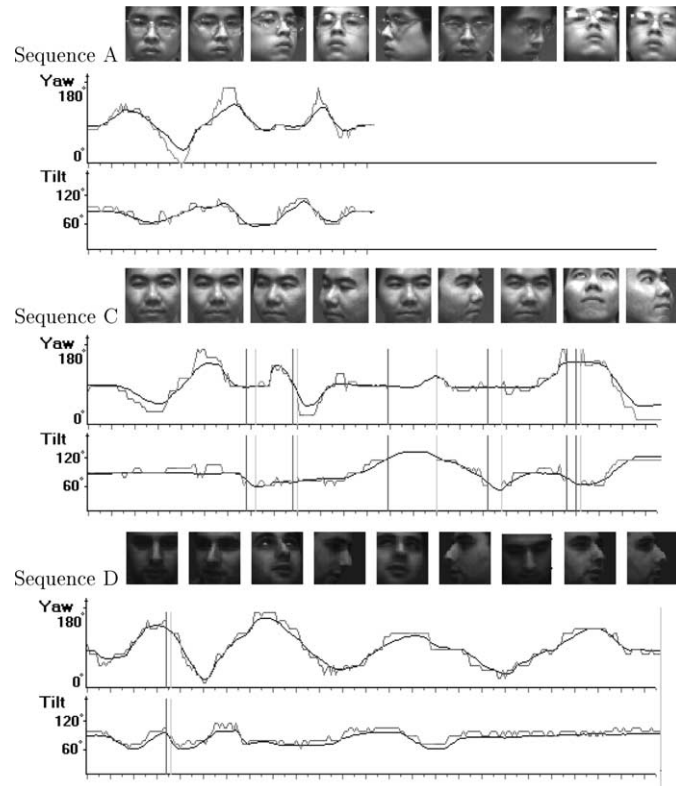 Sequence A
Yaw
180°
0°
Tilt
120°
60°
Sequence C
Yaw
180°
0°
Tilt
120°
60°
Sequence D
Yaw
180°
0°
Tilt
120°
60°